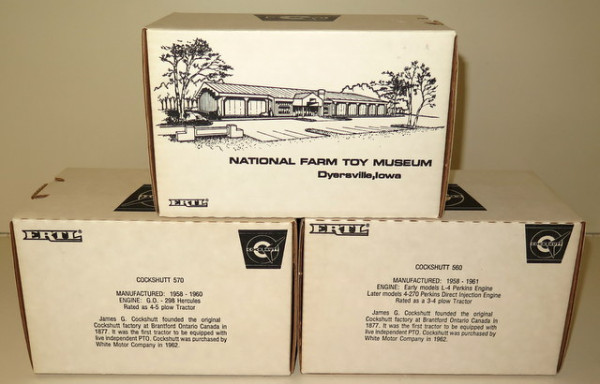 NATIONAL FARM TOY MUSEUM
Dyersville,Iowa
ERTL
ERTL
COCKSHUTT
COCKSHUTT 570
MANUFACTURED: 1958 - 1960
ENGINE: G.O. - 298 Hercules
Rated as 4-5 plow Tractor
James G. Cockshutt founded the original
Cockshutt factory at Brantford Ontario Canada in
1877. It was the first tractor to be equipped with
live independent PTO. Cockshutt was purchased by
White Motor Company in 1962.
ERTL
COCKSHUTT
COCKSHUTT 560
MANUFACTURED: 1958 - 1961
ENGINE: Early models L-4 Perkins Engine
Later models 4-270 Perkins Direct Injection Engine
Rated as a 3-4 plow Tractor
James G. Cockshutt founded the original
Cockshutt factory at Brantford Ontario Canada in
1877. It was the first tractor to be equipped with
live independent PTO. Cockshutt was purchased by
White Motor Company in 1962.